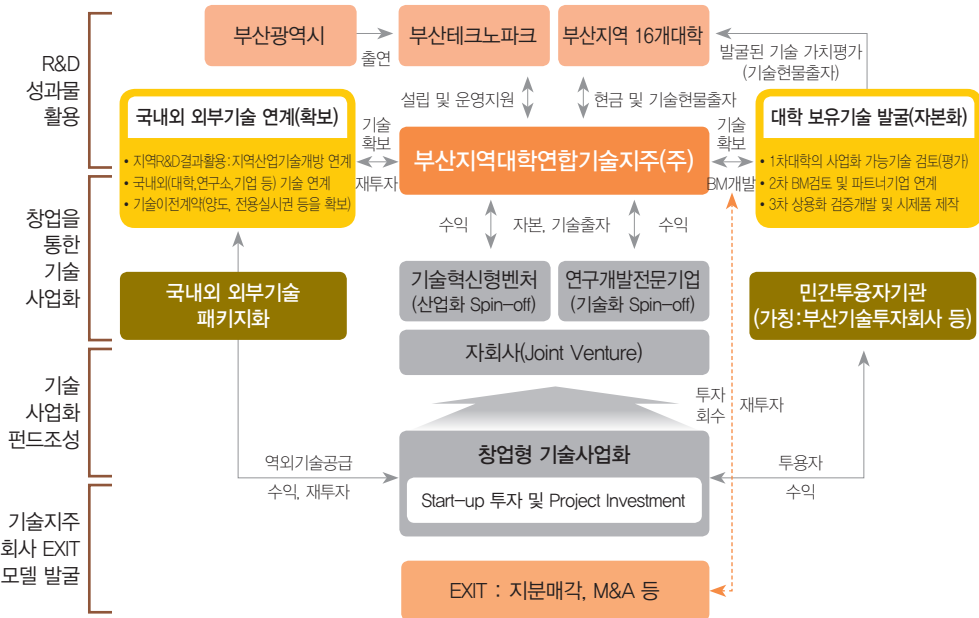 R&D
성과물
활용
창업을
통한
기술
사업화
기술
사업화
펀드조성
기술지주
회사 EXIT
모델 발굴
부산광역시
출연
부산테크노파크
부산지역 16개대학
발굴된 기술 가치평가
(기술현물출자)
설립 및 운영지원
현금 및 기술현물출자
국내외 외부기술 연계(확보)
• 지역R&D결과활용:지역산업기술개방 연계
• 국내외(대학,연구소,기업 등) 기술 연계
• 기술이전계약(양도, 전용실시권 등을 확보)
기술
확보
재투자
부산지역대학연합기술지주(주)
기술
확보
BM개발
대학 보유기술 발굴(자본화)
• 1차대학의 사업화 가능기술 검토(평가)
• 2차 BM검토 및 파트너기업 연계
• 3차 상용화 검증개발 및 시제품 제작
수익
자본, 기술출자
수익
국내외 외부기술
패키지화
기술혁신형벤처
(산업화 Spin-off)
연구개발전문기업
(기술화 Spin-off)
민간투융자기관
(가칭:부산기술투자회사 등)
자회사(Joint Venture)
투자
회수
재투자
역외기술공급
수익, 재투자
창업형 기술사업화
Start-up 투자 및 Project Investment
투용자
수익
EXIT : 지분매각, M&A 등